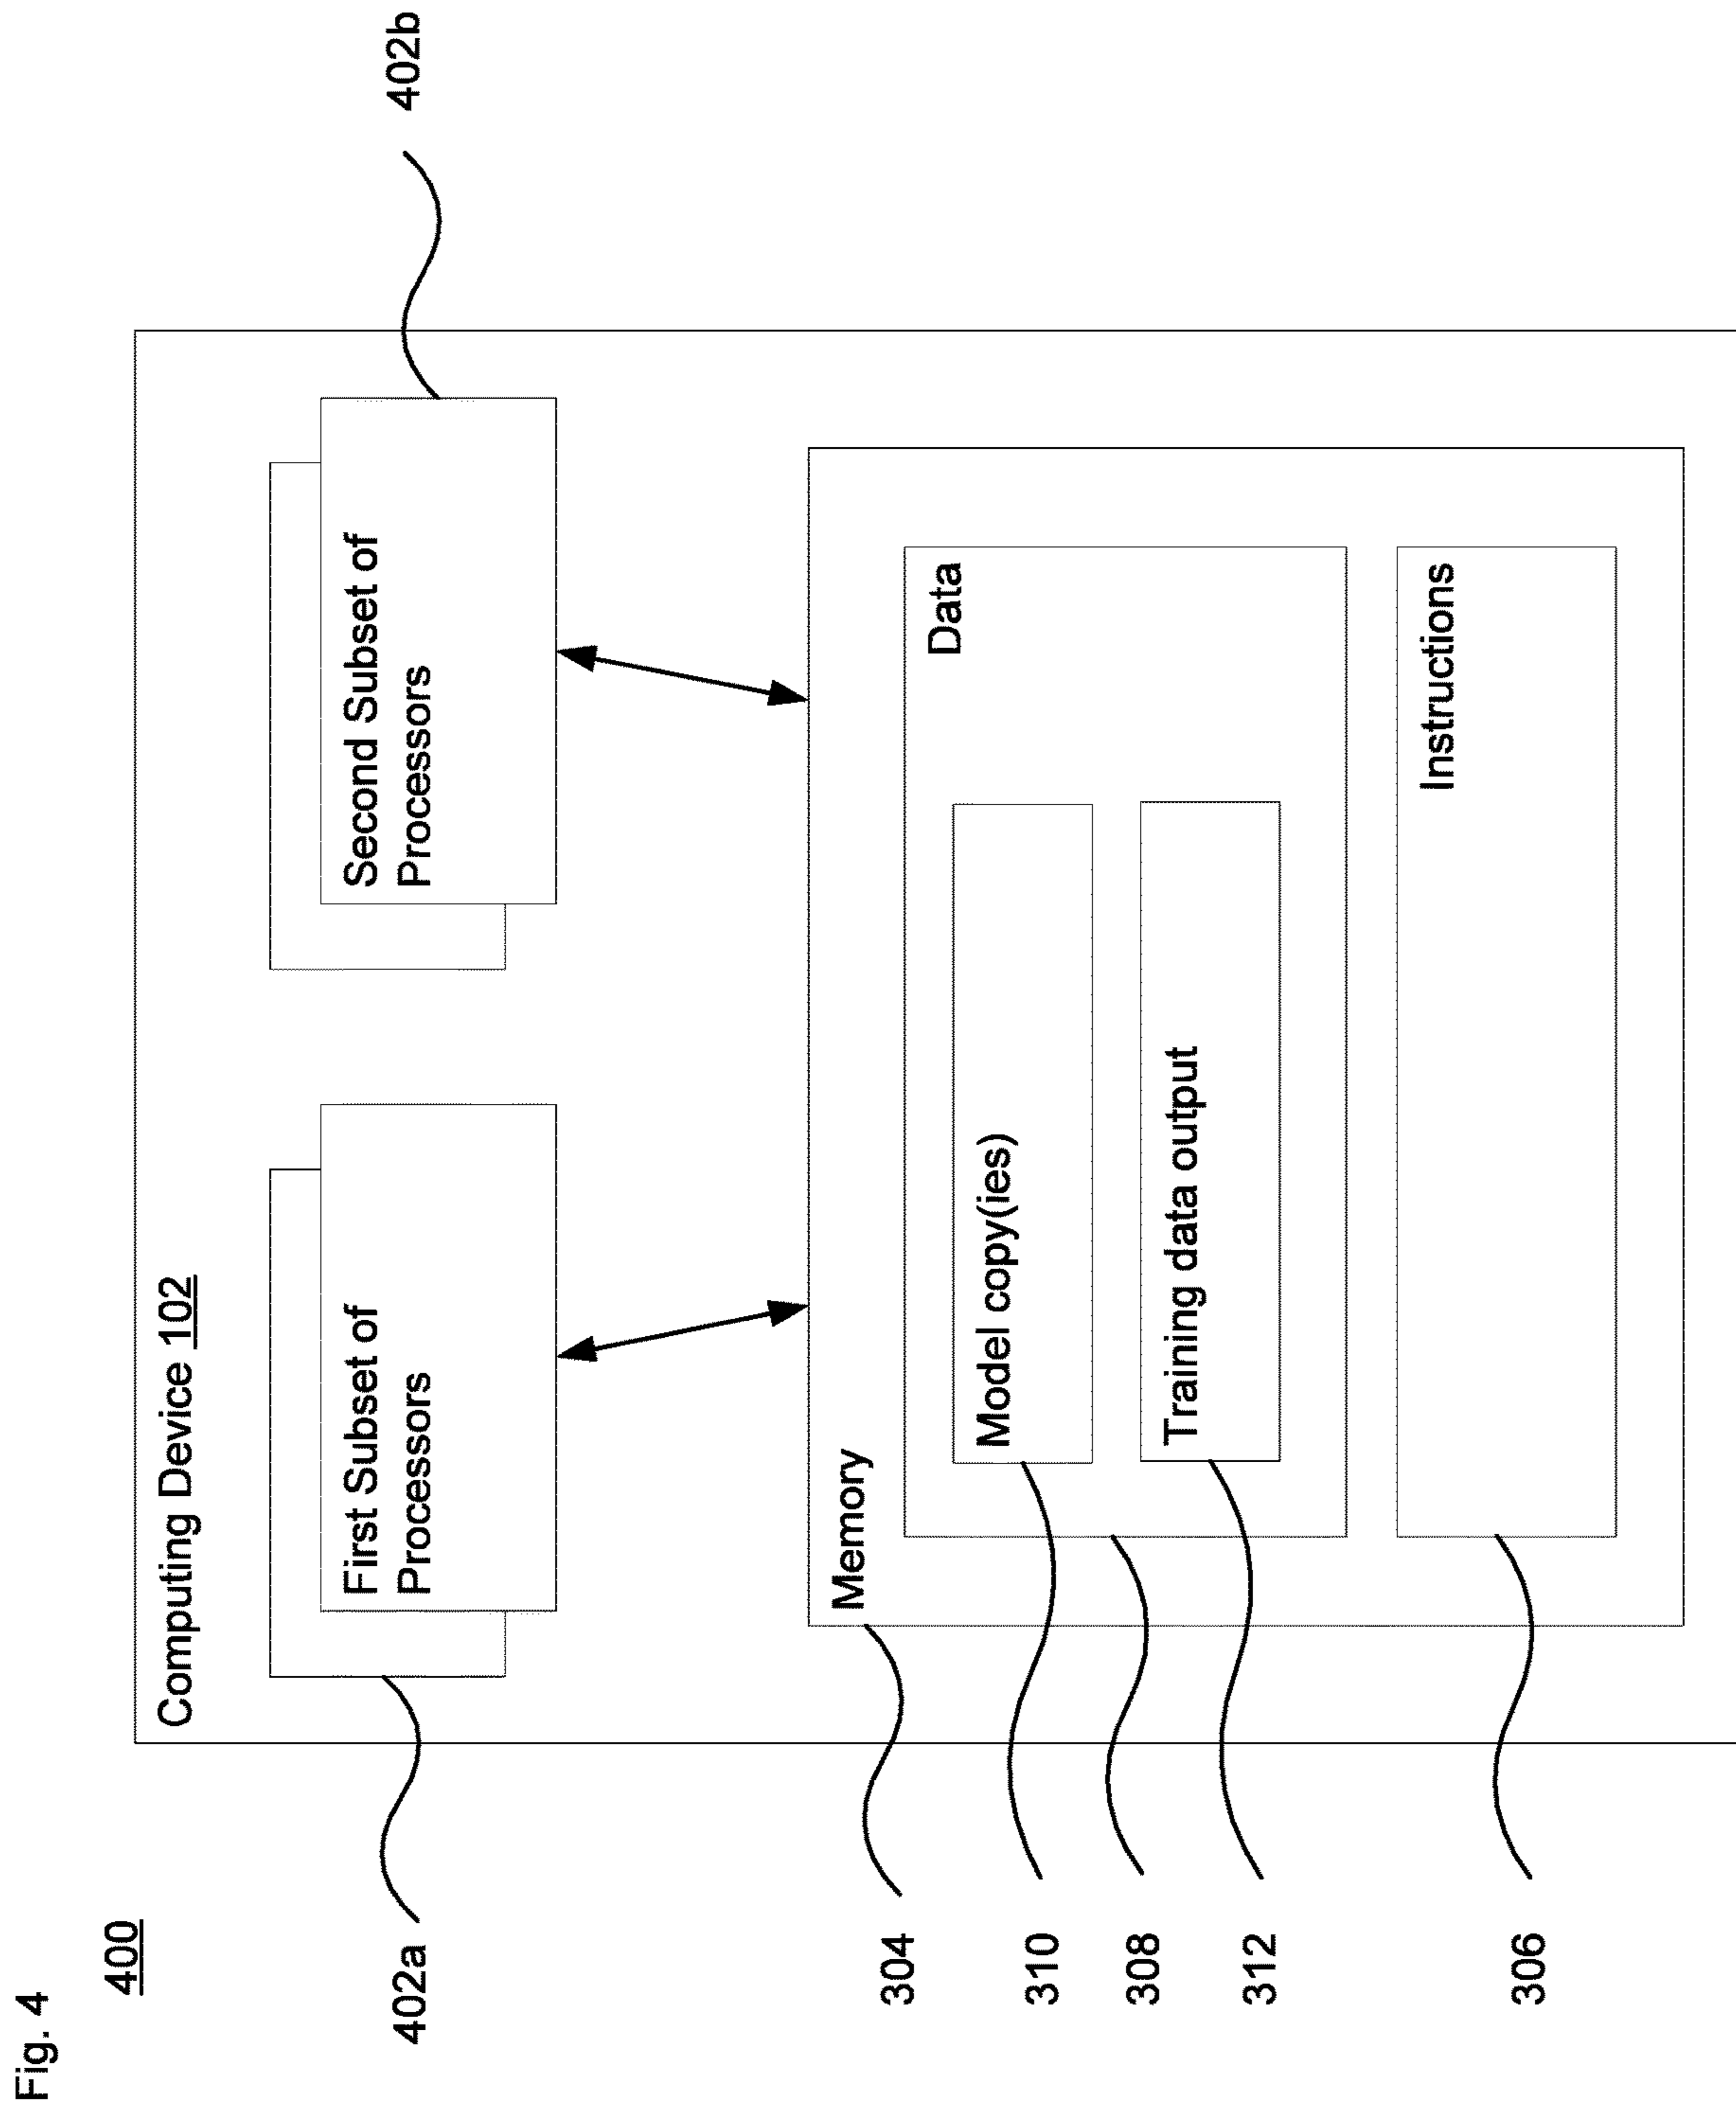 Fig. 4
400
Computing Device 102
402a
First Subset of
Processors
Second Subset of
Processors
402b
304
Memory
310
Model copy(ies)
308
Data
312
Training data output
306
Instructions